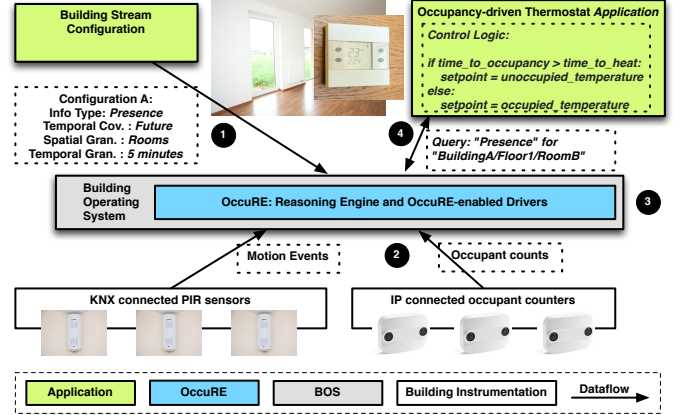 Building Stream
Configuration
Occupancy-driven Thermostat Application
Control Logic:
if time_to_occupancy > time_to_heat:
setpoint = unoccupied_temperature
else:
setpoint = occupied_temperature
Configuration A:
Info Type: Presence
Temporal Cov. : Future
Spatial Gran. : Rooms
Temporal Gran. : 5 minutes
1
4
Query: "Presence" for
"BuildingA/Floor1/RoomB"
Building
Operating
System
OccuRE: Reasoning Engine and OccuRE-enabled Drivers
3
Motion Events
2
Occupant counts
KNX connected PIR sensors
IP connected occupant counters
Application
OccuRE
BOS
Building Instrumentation
Dataflow